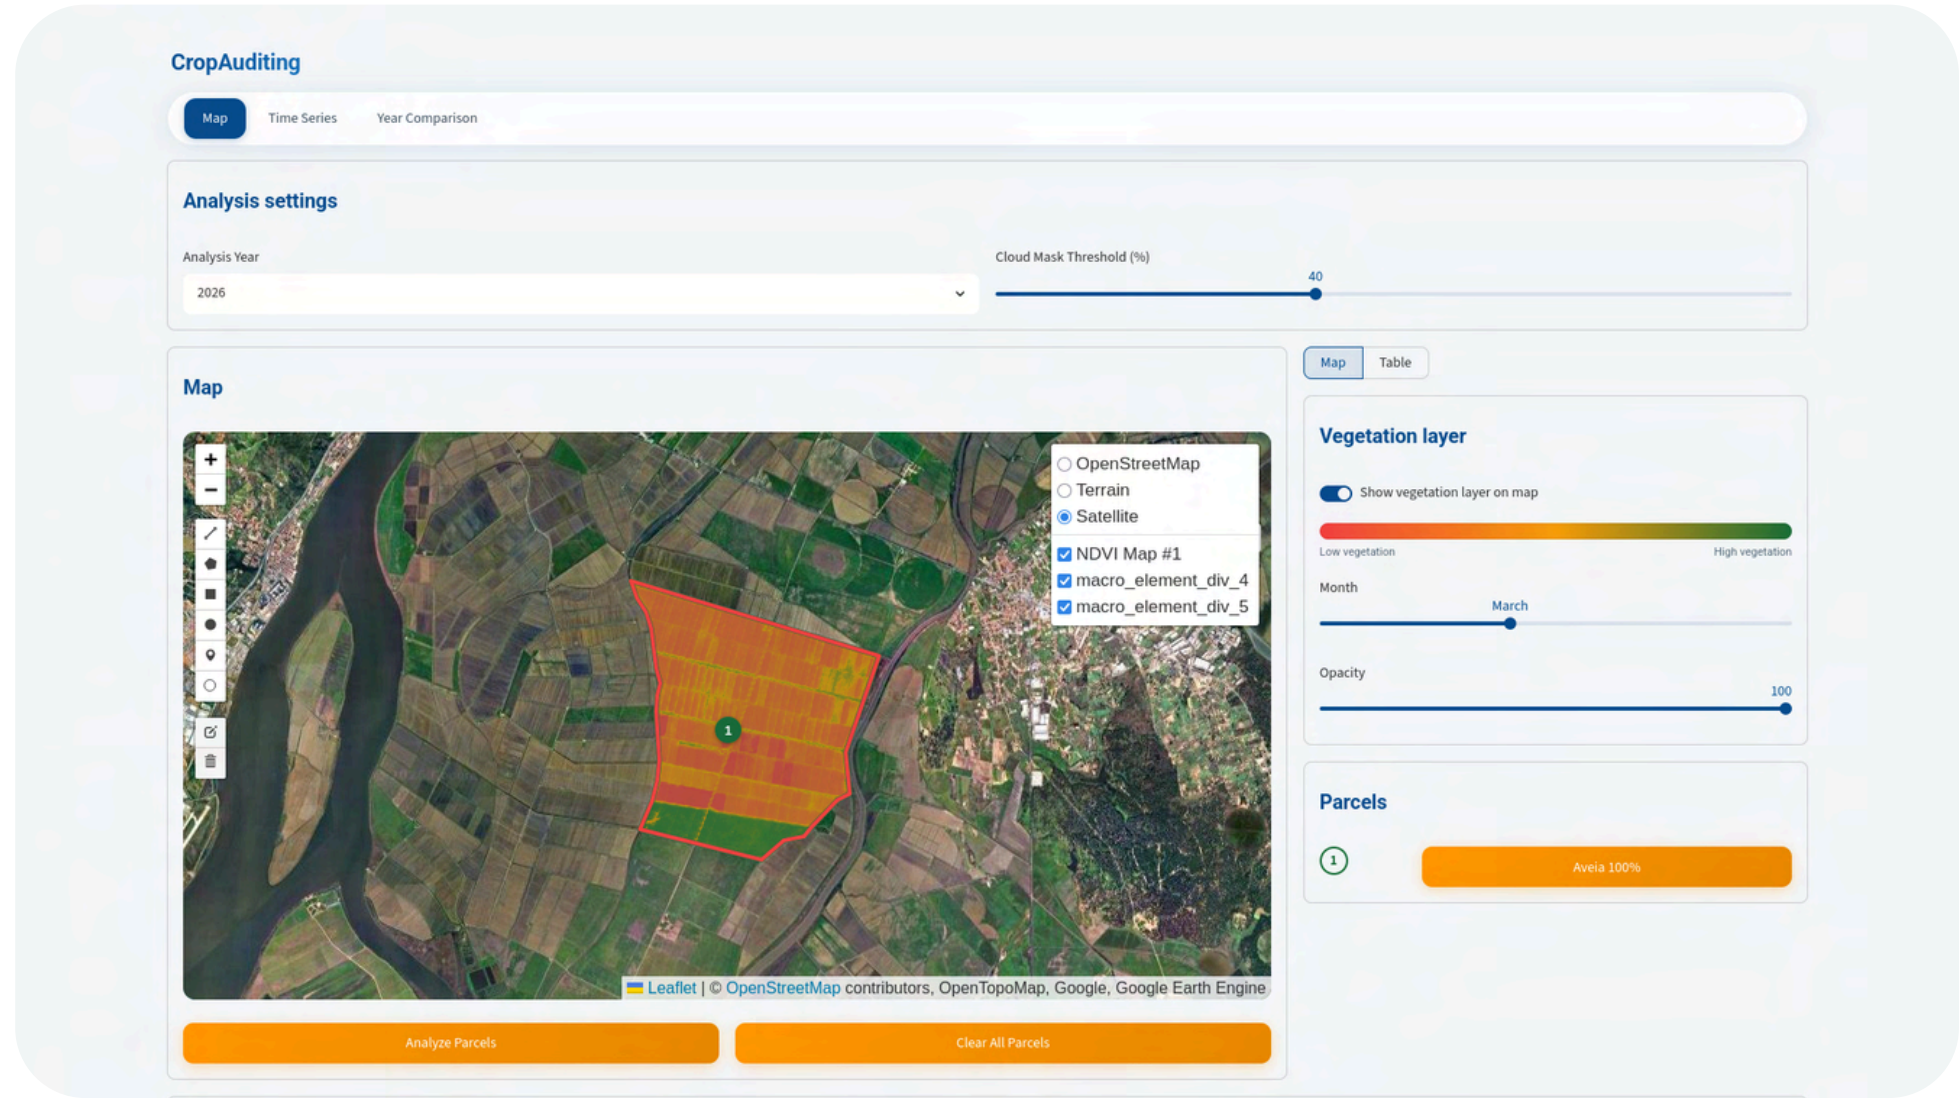 CropAuditing
Map Time Series Year Comparison
Analysis settings
Analysis Year
2026
Cloud Mask Threshold (%)
40
Map
+
−
OpenStreetMap
Terrain
Satellite
NDVI Map #1
macro_element_div_4
macro_element_div_5
1
Leaflet | © OpenStreetMap contributors, OpenTopoMap, Google, Google Earth Engine
Analyze Parcels
Clear All Parcels
Map Table
Vegetation layer
Show vegetation layer on map
Low vegetation High vegetation
Month
March
Opacity
100
Parcels
1
Aveia 100%